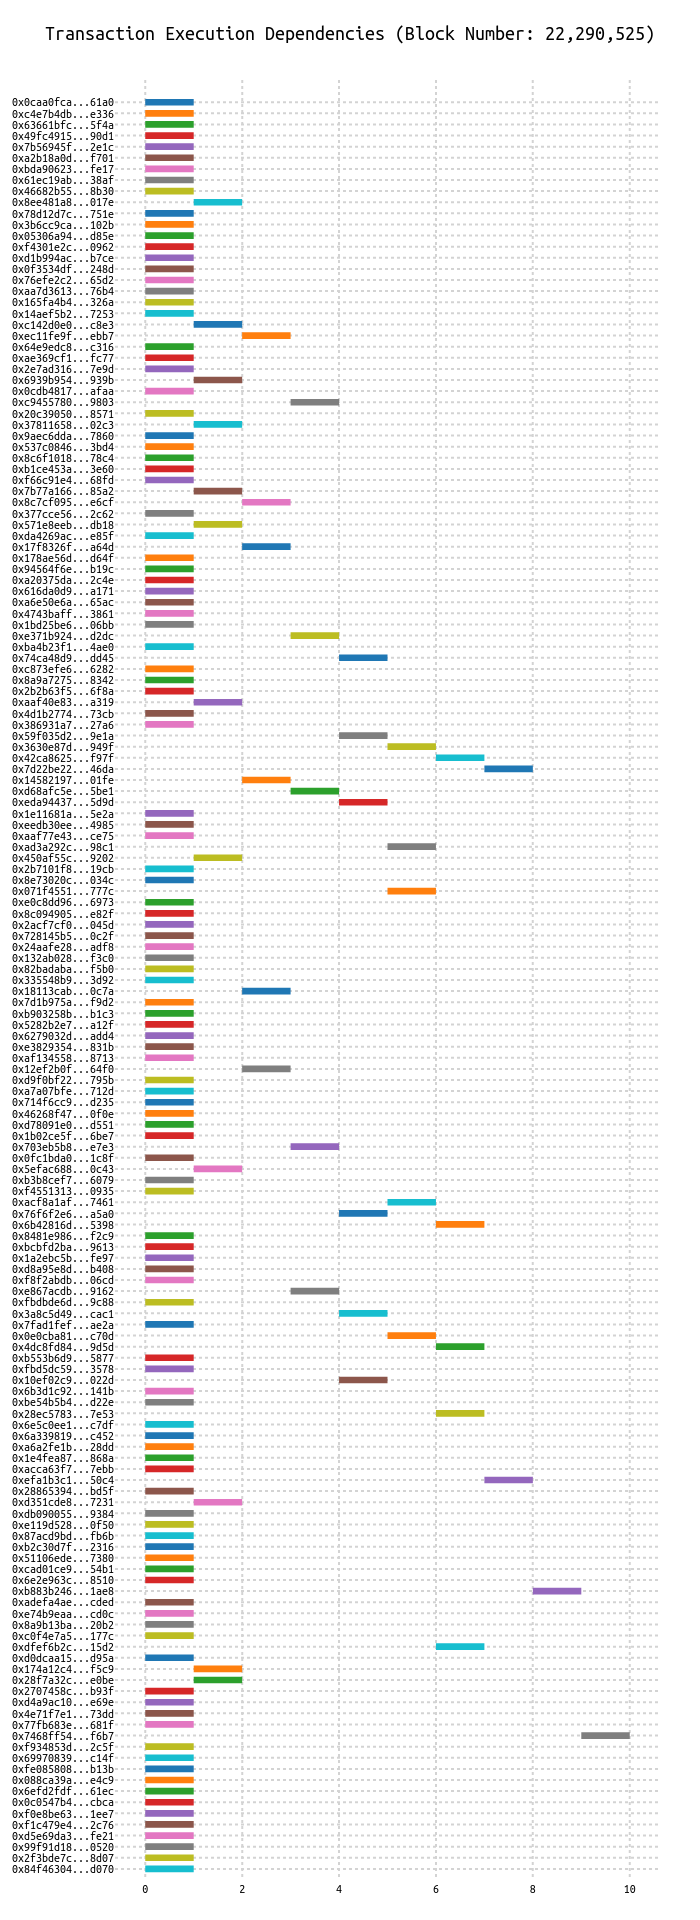 Transaction Execution Dependencies (Block Number: 22,290,525)
0x0caa0fca...61a0
0xc4e7b4db...e336
0x63661bfc...5f4a
0x49fc4915...90d1
0x7b56945f...2e1c
0xa2b18a0d...f701
0xbda90623...fe17
0x61ec19ab...38af
0x46682b55...8b30
0x8ee481a8...017e
0x78d12d7c...751e
0x3b6cc9ca...102b
0x05306a94...d85e
0xf4301e2c...0962
0xd1b994ac...b7ce
0x0f3534df...248d
0x76efe2c2...65d2
0xaa7d3613...76b4
0x165fa4b4...326a
0x14aef5b2...7253
0xc142d0e0...c8e3
0xec11fe9f...ebb7
0x64e9edc8...c316
0xae369cf1...fc77
0x2e7ad316...7e9d
0x6939b954...939b
0x0cdb4817...afaa
0xc9455780...9803
0x20c39050...8571
0x37811658...02c3
0x9aec6dda...7860
0x537c0846...3bd4
0x8c6f1018...78c4
0xb1ce453a...3e60
0xf66c91e4...68fd
0x7b77a166...85a2
0x8c7cf095...e6cf
0x377cce56...2c62
0x571e8eeb...db18
0xda4269ac...e85f
0x17f8326f...a64d
0x178ae56d...d64f
0x94564f6e...b19c
0xa20375da...2c4e
0x616da0d9...a171
0xa6e50e6a...65ac
0x4743baff...3861
0x1bd25be6...06bb
0xe371b924...d2dc
0xba4b23f1...4ae0
0x74ca48d9...dd45
0xc873efe6...6282
0x8a9a7275...8342
0x2b2b63f5...6f8a
0xaaf40e83...a319
0x4d1b2774...73cb
0x386931a7...27a6
0x59f035d2...9e1a
0x3630e87d...949f
0x42ca8625...f97f
0x7d22be22...46da
0x14582197...01fe
0xd68afc5e...5be1
0xeda94437...5d9d
0x1e11681a...5e2a
0xeedb30ee...4985
0xaaf77e43...ce75
0xad3a292c...98c1
0x450af55c...9202
0x2b7101f8...19cb
0x8e73020c...034c
0x071f4551...777c
0xe0c8dd96...6973
0x8c094905...e82f
0x2acf7cf0...045d
0x728145b5...0c2f
0x24aafe28...adf8
0x132ab028...f3c0
0x82badaba...f5b0
0x335548b9...3d92
0x18113cab...0c7a
0x7d1b975a...f9d2
0xb903258b...b1c3
0x5282b2e7...a12f
0x6279032d...add4
0xe3829354...831b
0xaf134558...8713
0x12ef2b0f...64f0
0xd9f0bf22...795b
0xa7a07bfe...712d
0x714f6cc9...d235
0x46268f47...0f0e
0xd78091e0...d551
0x1b02ce5f...6be7
0x703eb5b8...e7e3
0x0fc1bda0...1c8f
0x5efac688...0c43
0xb3b8cef7...6079
0xf4551313...0935
0xacf8a1af...7461
0x76f6f2e6...a5a0
0x6b42816d...5398
0x8481e986...f2c9
0xbcbfd2ba...9613
0x1a2ebc5b...fe97
0xd8a95e8d...b408
0xf8f2abdb...06cd
0xe867acdb...9162
0xfbdbde6d...9c88
0x3a8c5d49...cac1
0x7fad1fef...ae2a
0x0e0cba81...c70d
0x4dc8fd84...9d5d
0xb553b6d9...5877
0xfbd5dc59...3578
0x10ef02c9...022d
0x6b3d1c92...141b
0xbe54b5b4...d22e
0x28ec5783...7e53
0x6e5c0ee1...c7df
0x6a339819...c452
0xa6a2fe1b...28dd
0x1e4fea87...868a
0xacca63f7...7ebb
0xefa1b3c1...50c4
0x28865394...bd5f
0xd351cde8...7231
0xdb090055...9384
0xe119d528...0f50
0x87acd9bd...fb6b
0xb2c30d7f...2316
0x51106ede...7380
0xcad01ce9...54b1
0x6e2e963c...8510
0xb883b246...1ae8
0xadefa4ae...cded
0xe74b9eaa...cd0c
0x8a9b13ba...20b2
0xc0f4e7a5...177c
0xdfef6b2c...15d2
0xd0dcaa15...d95a
0x174a12c4...f5c9
0x28f7a32c...e0be
0x2707458c...b93f
0xd4a9ac10...e69e
0x4e71f7e1...73dd
0x77fb683e...681f
0x7468ff54...f6b7
0xf934853d...2c5f
0x69970839...c14f
0xfe085808...b13b
0x088ca39a...e4c9
0x6efd2fdf...61ec
0x0c0547b4...cbca
0xf0e8be63...1ee7
0xf1c479e4...2c76
0xd5e69da3...fe21
0x99f91d18...0520
0x2f3bde7c...8d07
0x84f46304...d070
0 2 4 6 8 10